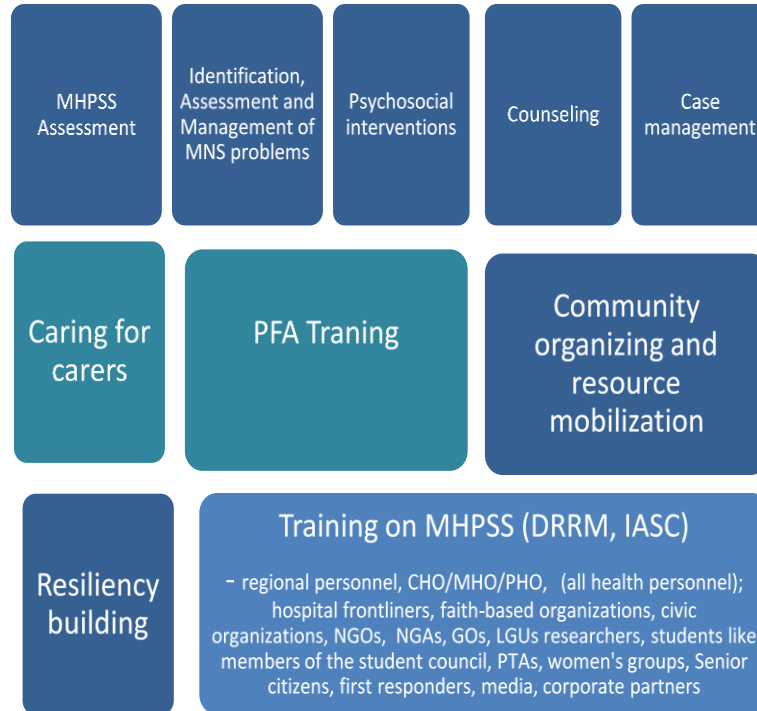 MHPSS
Assessment
Identification,
Assessment and
Management of
MNS problems
Psychosocial
interventions
Counseling
Case
management
Caring for
carers
PFA Traning
Community
organizing and
resource
mobilization
Resiliency
building
Training on MHPSS (DRRM, IASC)
- regional personnel, CHO/MHO/PHO, (all health personnel);
hospital frontliners, faith-based organizations, civic
organizations, NGOs, NGAs, GOs, LGUs researchers, students like
members of the student council, PTAs, women's groups, Senior
citizens, first responders, media, corporate partners